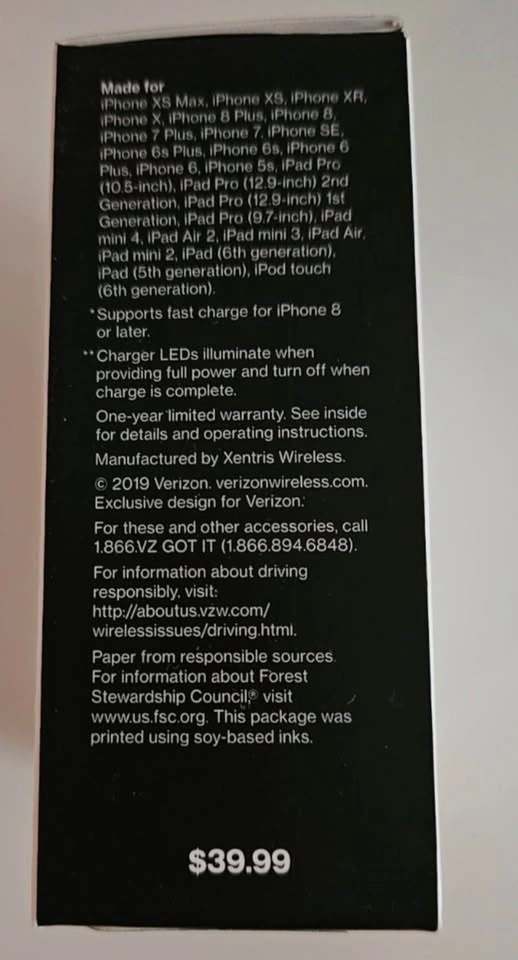 Made for
iPhone XS Max, iPhone XS, iPhone XR,
iPhone X, iPhone 8 Plus, iPhone 8,
iPhone 7 Plus, iPhone 7, iPhone SE,
iPhone 6s Plus, iPhone 6s, iPhone 6
Plus, iPhone 6, iPhone 5s, iPad Pro
(10.5-inch), iPad Pro (12.9-inch) 2nd
Generation, iPad Pro (12.9-inch) 1st
Generation, iPad Pro (9.7-inch), iPad
mini 4, iPad Air 2, iPad mini 3, iPad Air,
iPad mini 2, iPad (6th generation),
iPad (5th generation), iPod touch
(6th generation).
*Supports fast charge for iPhone 8
or later.
**Charger LEDs illuminate when
providing full power and turn off when
charge is complete.
One-year limited warranty. See inside
for details and operating instructions.
Manufactured by Xentris Wireless.
© 2019 Verizon. verizonwireless.com.
Exclusive design for Verizon.
For these and other accessories, call
1.866.VZ GOT IT (1.866.894.6848).
For information about driving
responsibly, visit:
http://aboutus.vzw.com/
wirelessissues/driving.html.
Paper from responsible sources.
For information about Forest
Stewardship Council,® visit
www.us.fsc.org. This package was
printed using soy-based inks.
$39.99